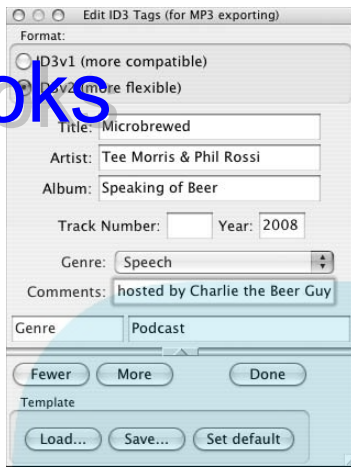 Edit ID3 Tags (for MP3 exporting)
Format:
ID3v1 (more compatible)
ID3v2 (more flexible)
oks
Title: Microbrewed
Artist: Tee Morris & Phil Rossi
Album: Speaking of Beer
Track Number: Year: 2008
Genre: Speech
Comments: hosted by Charlie the Beer Guy
Genre Podcast
Fewer More Done
Template
Load... Save... Set default